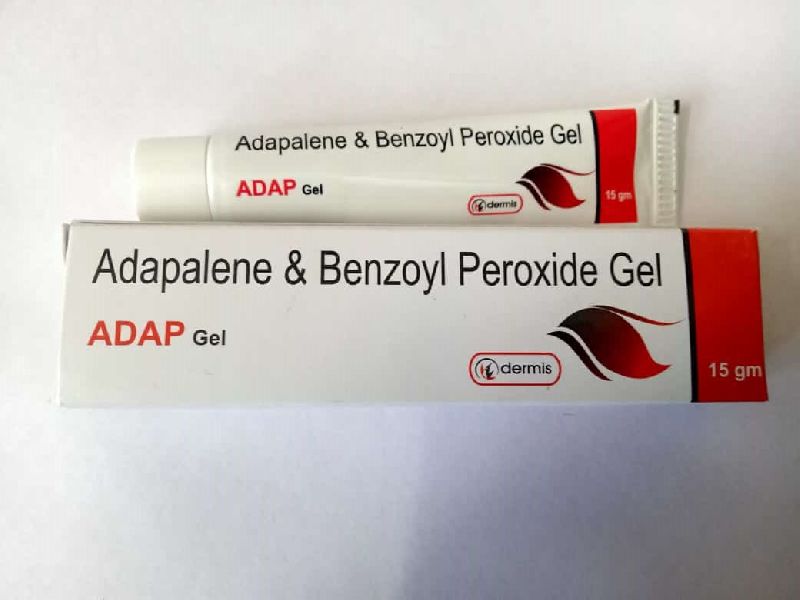 Adapalene & Benzoyl Peroxide Gel
ADAP Gel
dermis
15 gm
Adapalene & Benzoyl Peroxide Gel
ADAP Gel
dermis
15 gm